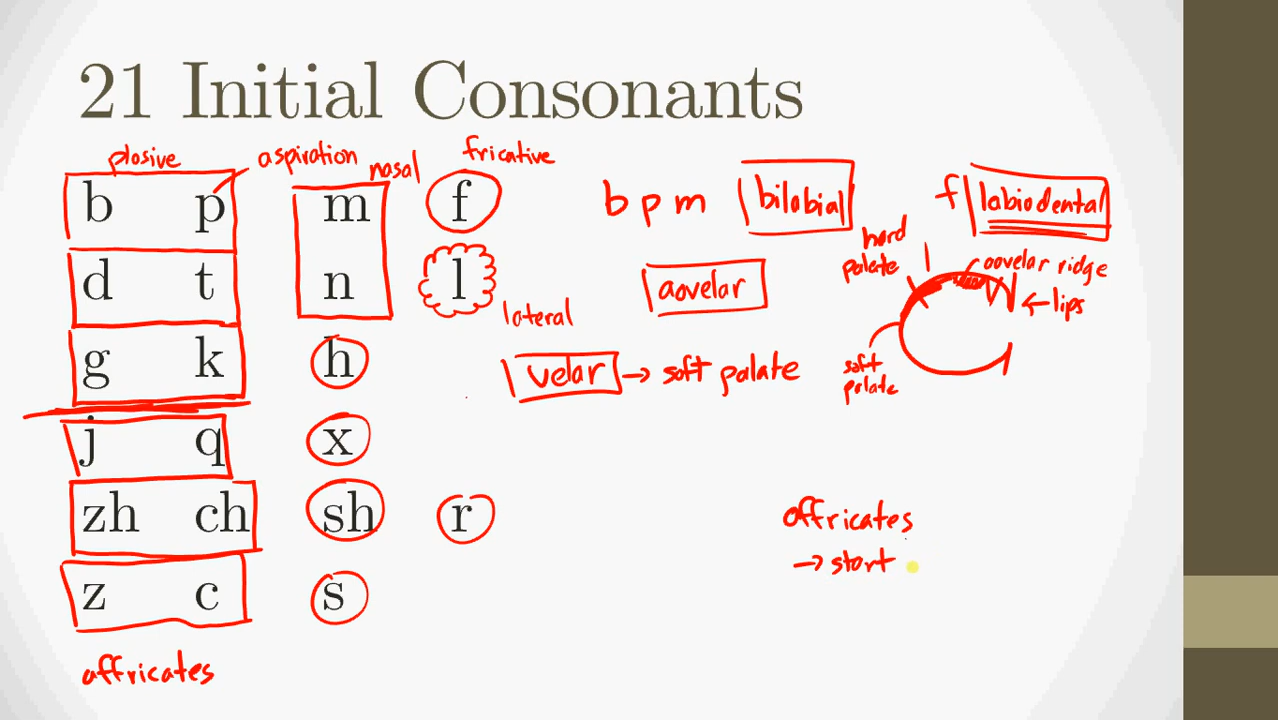 21 Initial Consonants
plosive aspiration nasal fricative
b p m f b p m bilabial f labiodental
hard palate
d t n l aovelar aovelar ridge
lateral ← lips
g k h velar → soft palate soft palate
j q x
zh ch sh r affricates
→ start
z c s
affricates